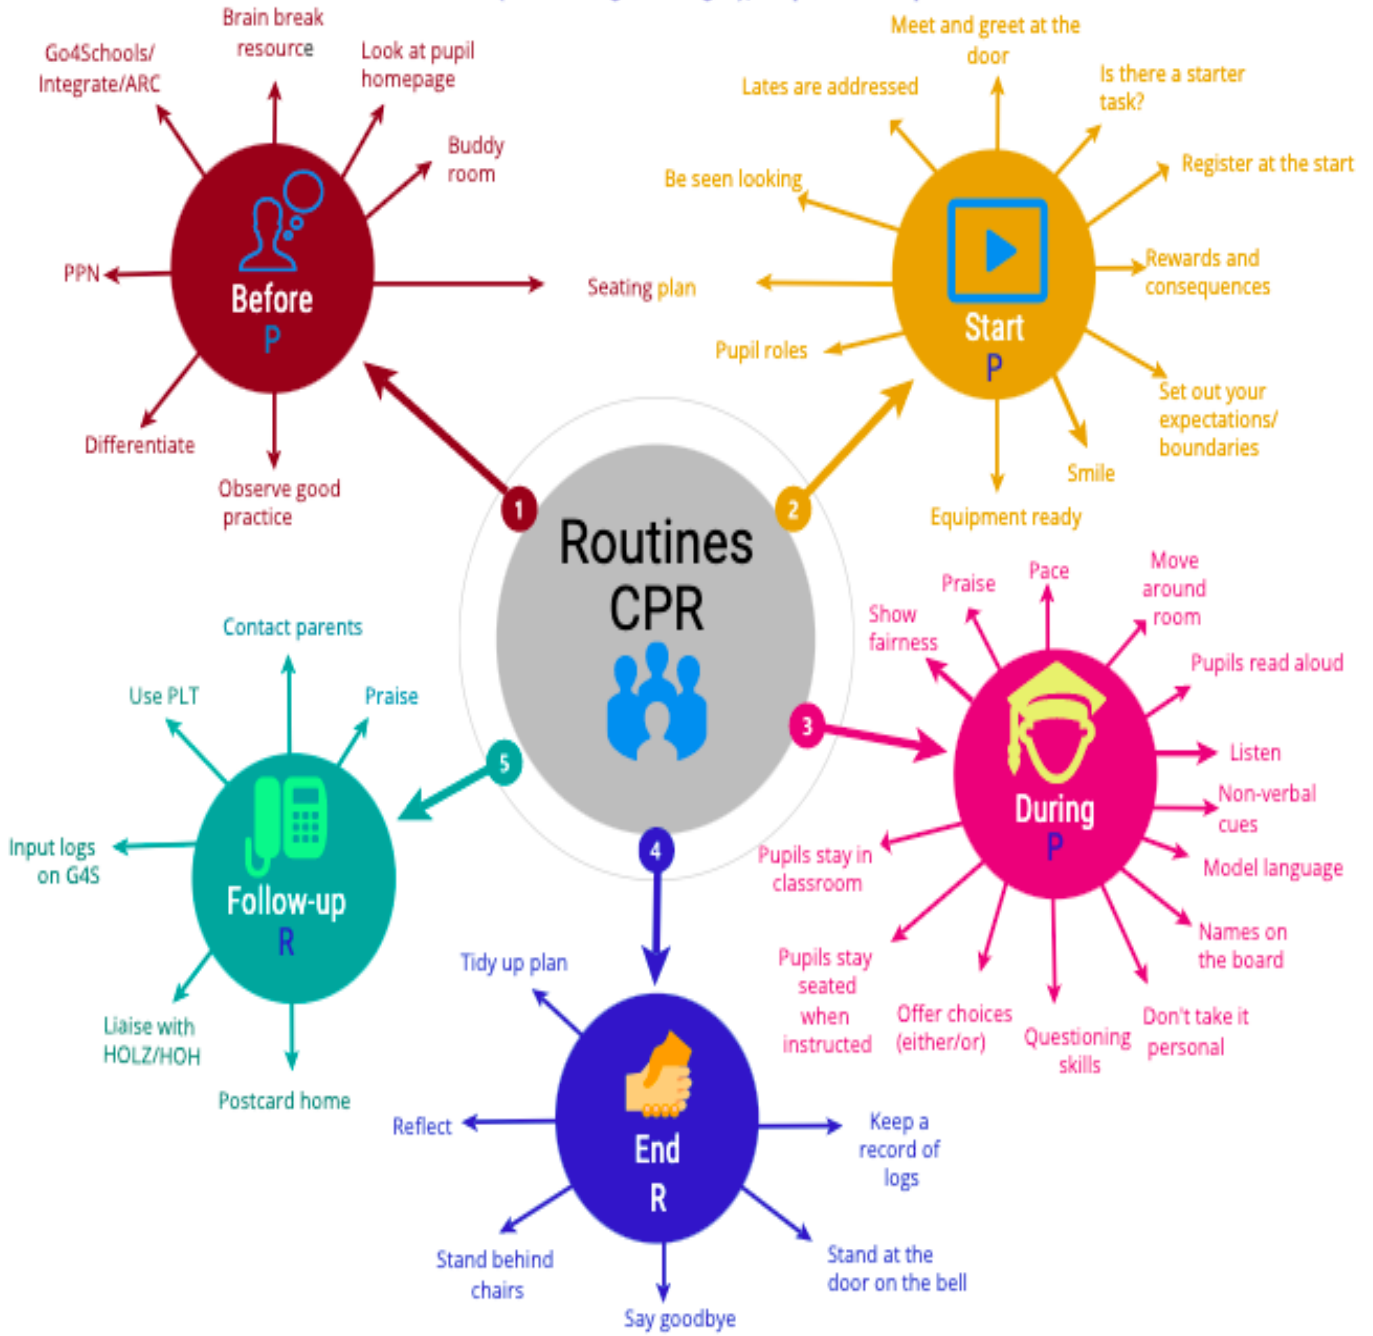 Brain break
resource
Go4Schools/
Integrate/ARC
Look at pupil
homepage
Buddy
room
PPN
Before
P
Differentiate
Observe good
practice
Seating plan
Meet and greet at the
door
Lates are addressed
Is there a starter
task?
Be seen looking
Register at the start
Rewards and
consequences
Start
P
Pupil roles
Set out your
expectations/
boundaries
Smile
Equipment ready
1
2
Routines
CPR
3
4
5
Move
around
room
Pace
Praise
Show
fairness
Pupils read aloud
Listen
Non-verbal
cues
During
P
Model language
Pupils stay in
classroom
Names on
the board
Pupils stay
seated
when
instructed
Offer choices
(either/or)
Questioning
skills
Don't take it
personal
Contact parents
Use PLT
Praise
Input logs
on G4S
Follow-up
R
Liaise with
HOLZ/HOH
Postcard home
Tidy up plan
Reflect
End
R
Keep a
record of
logs
Stand behind
chairs
Stand at the
door on the bell
Say goodbye